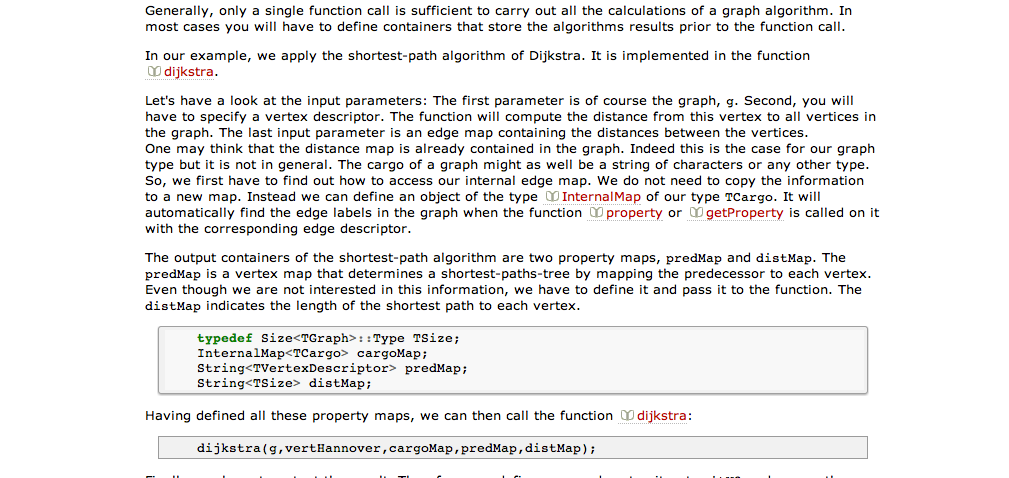 Generally, only a single function call is sufficient to carry out all the calculations of a graph algorithm. In
most cases you will have to define containers that store the algorithms results prior to the function call.
In our example, we apply the shortest-path algorithm of Dijkstra. It is implemented in the function
dijkstra.
Let's have a look at the input parameters: The first parameter is of course the graph, g. Second, you will
have to specify a vertex descriptor. The function will compute the distance from this vertex to all vertices in
the graph. The last input parameter is an edge map containing the distances between the vertices.
One may think that the distance map is already contained in the graph. Indeed this is the case for our graph
type but it is not in general. The cargo of a graph might as well be a string of characters or any other type.
So, we first have to find out how to access our internal edge map. We do not need to copy the information
to a new map. Instead we can define an object of the type InternalMap of our type TCargo. It will
automatically find the edge labels in the graph when the function property or getProperty is called on it
with the corresponding edge descriptor.
The output containers of the shortest-path algorithm are two property maps, predMap and distMap. The
predMap is a vertex map that determines a shortest-paths-tree by mapping the predecessor to each vertex.
Even though we are not interested in this information, we have to define it and pass it to the function. The
distMap indicates the length of the shortest path to each vertex.
typedef Size<TGraph>::Type TSize;
InternalMap<TCargo> cargoMap;
String<TVertexDescriptor> predMap;
String<TSize> distMap;
Having defined all these property maps, we can then call the function dijkstra:
dijkstra(g,vertHannover,cargoMap,predMap,distMap);